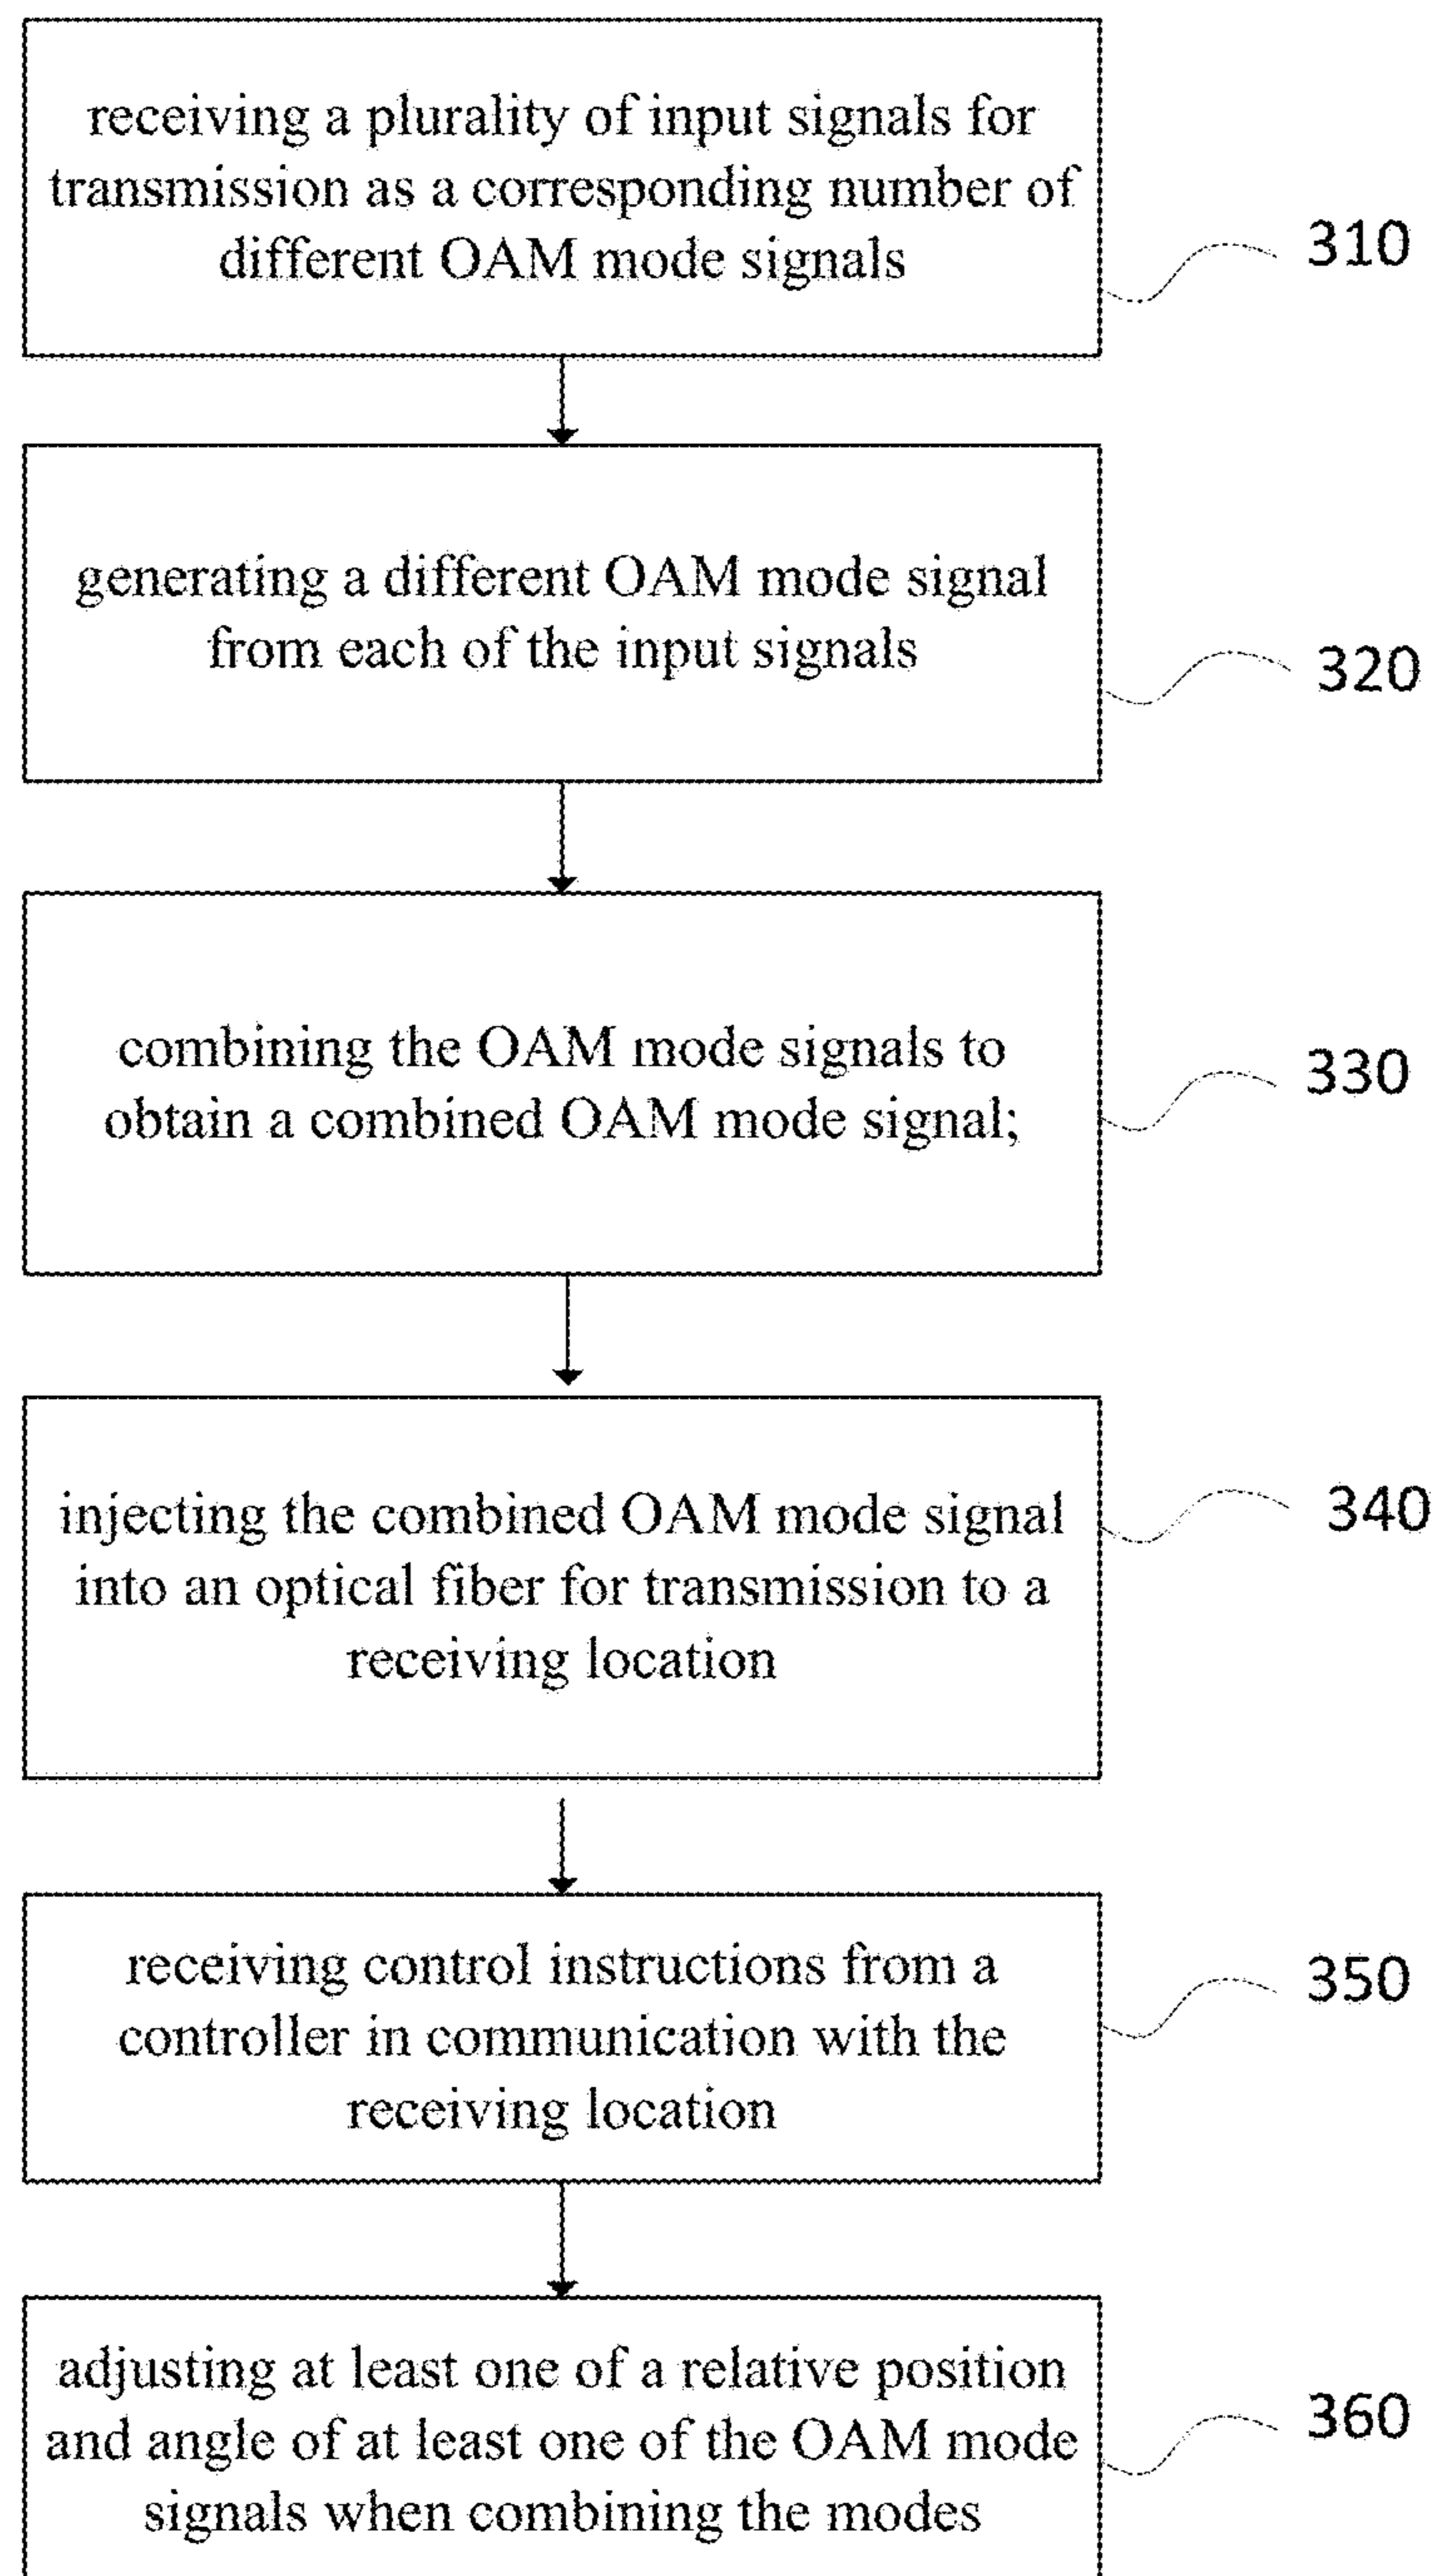 receiving a plurality of input signals for
transmission as a corresponding number of
different OAM mode signals
310
generating a different OAM mode signal
from each of the input signals
320
combining the OAM mode signals to
obtain a combined OAM mode signal;
330
injecting the combined OAM mode signal
into an optical fiber for transmission to a
receiving location
340
receiving control instructions from a
controller in communication with the
receiving location
350
adjusting at least one of a relative position
and angle of at least one of the OAM mode
signals when combining the modes
360